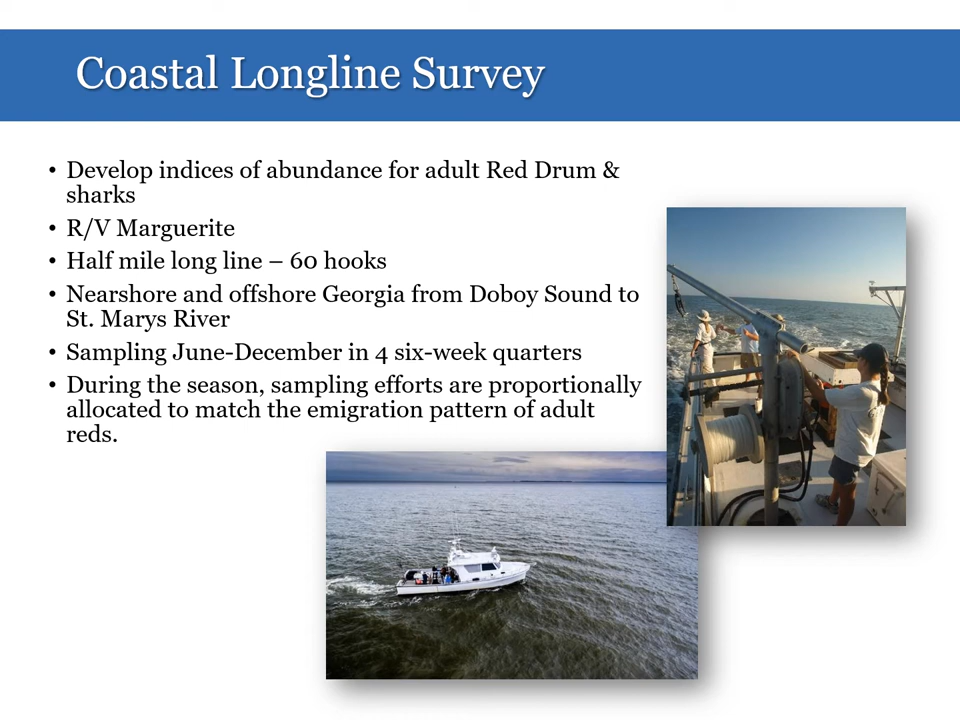 Coastal Longline Survey
• Develop indices of abundance for adult Red Drum &
sharks
• R/V Marguerite
• Half mile long line – 60 hooks
• Nearshore and offshore Georgia from Doboy Sound to
St. Marys River
• Sampling June-December in 4 six-week quarters
• During the season, sampling efforts are proportionally
allocated to match the emigration pattern of adult
reds.